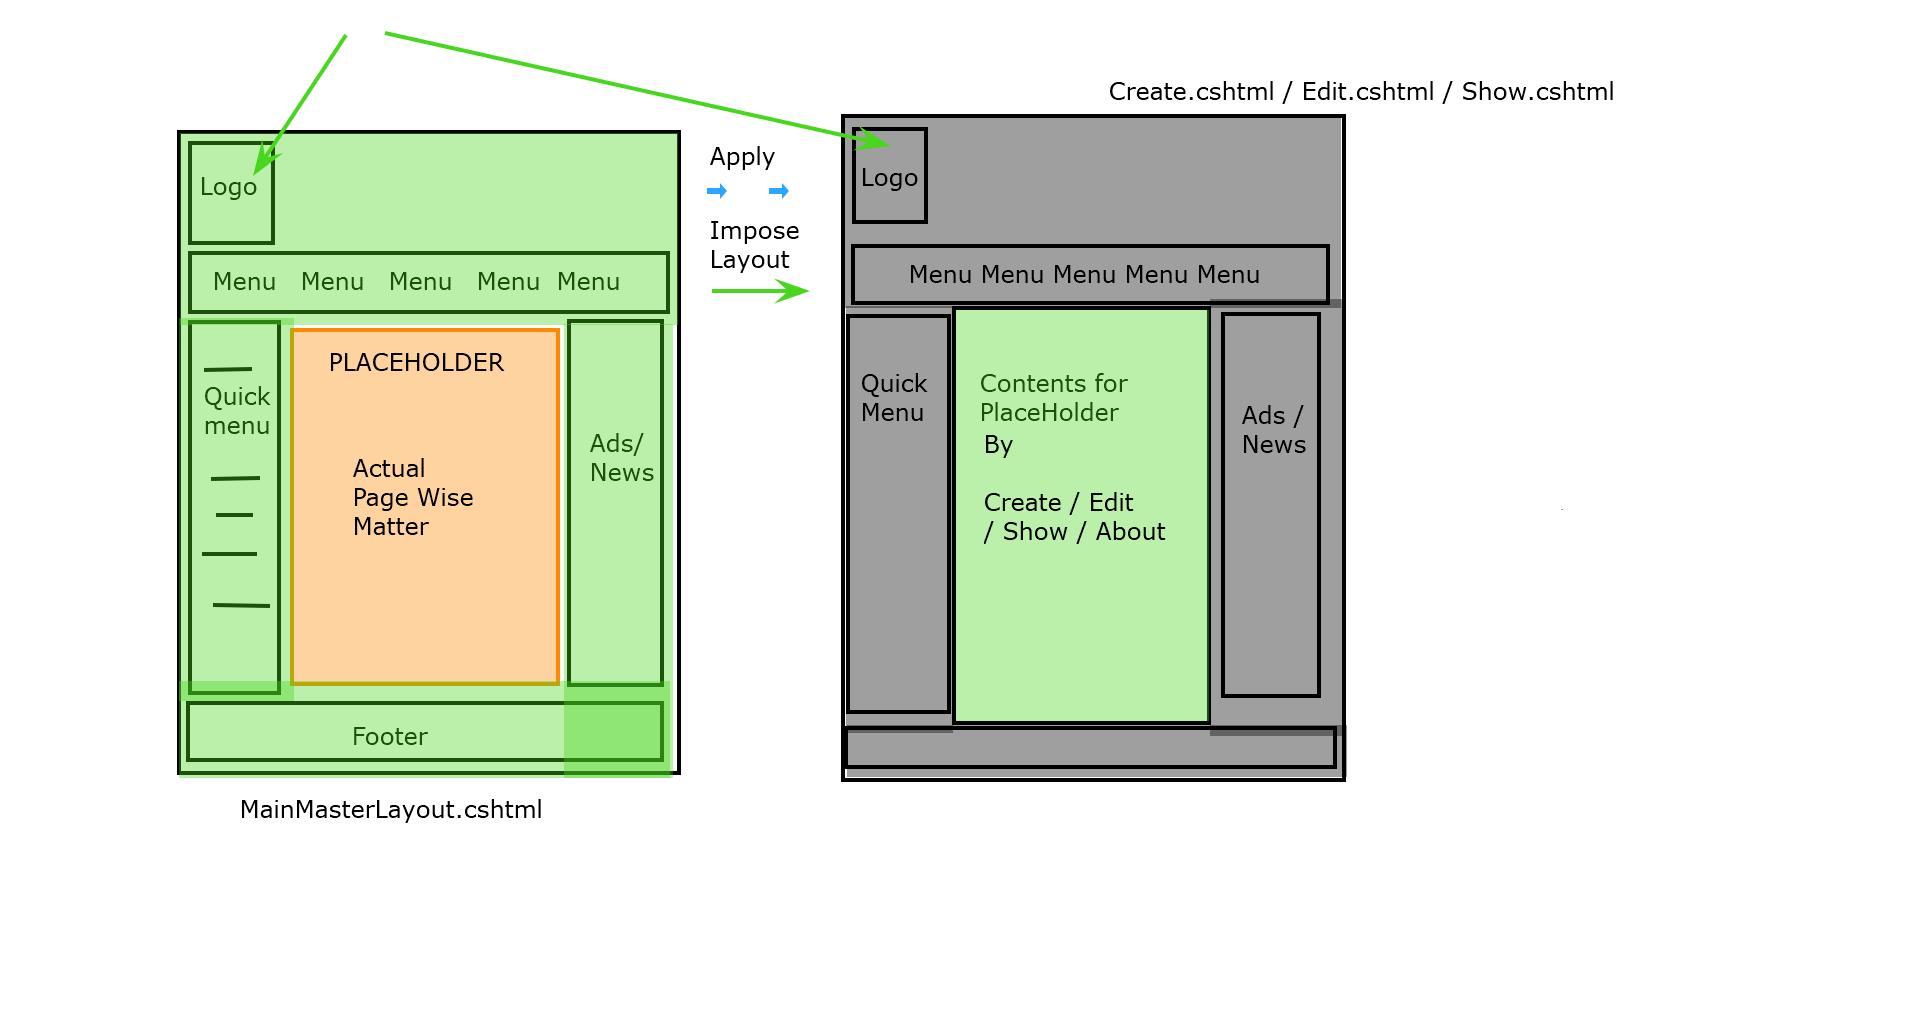 Create.cshtml / Edit.cshtml / Show.cshtml
Logo
Menu Menu Menu Menu Menu
Quick
menu
PLACEHOLDER
Actual
Page Wise
Matter
Ads/
News
Footer
MainMasterLayout.cshtml
Apply
Impose
Layout
Logo
Menu Menu Menu Menu Menu
Quick
Menu
Contents for
PlaceHolder
By
Create / Edit
/ Show / About
Ads /
News